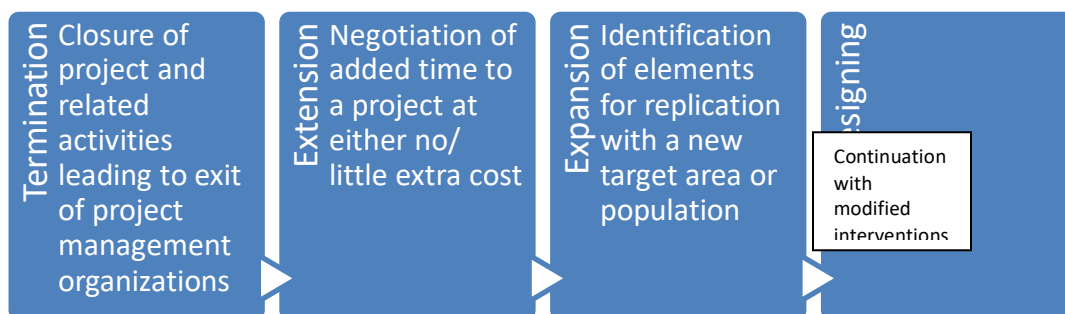 Termination
Closure of
project and
related
activities
leading to exit
of project
management
organizations
Extension
Negotiation of
added time to
a project at
either no/
little extra cost
Expansion
Identification
of elements
for replication
with a new
target area or
population
esigning
Continuation
with
modified
interventions